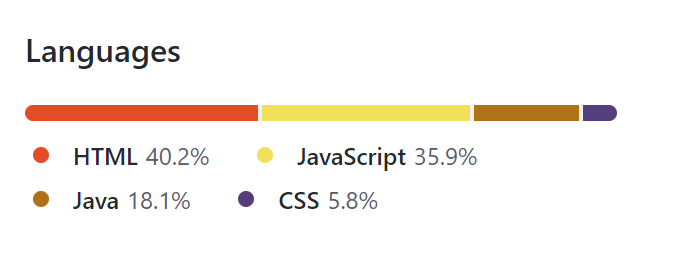 Languages
HTML 40.2% JavaScript 35.9%
Java 18.1% CSS 5.8%